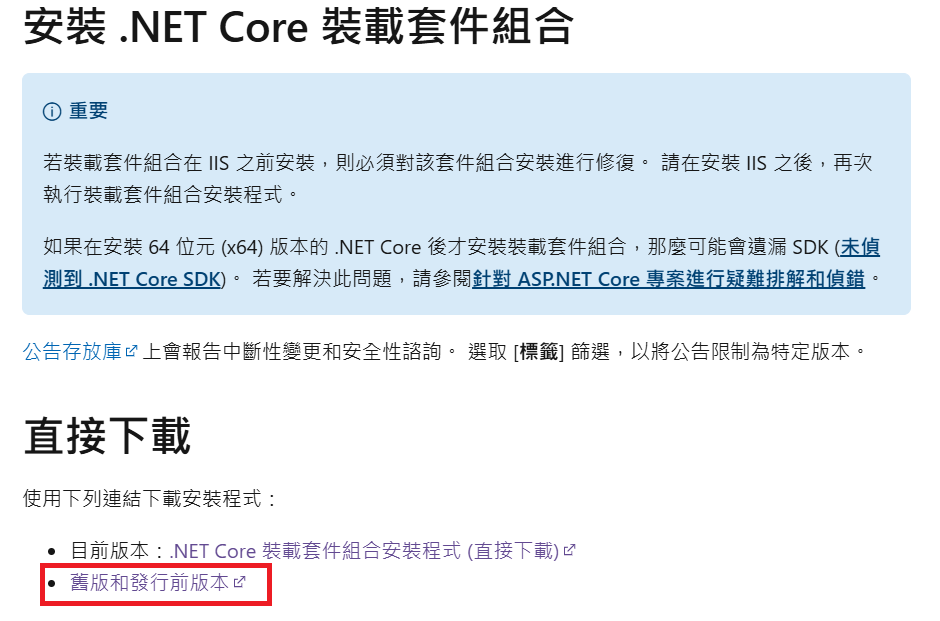 安裝 .NET Core 裝載套件組合
重要
若裝載套件組合在 IIS 之前安裝，則必須對該套件組合安裝進行修復。 請在安裝 IIS 之後，再次
執行裝載套件組合安裝程式。
如果在安裝 64 位元 (x64) 版本的 .NET Core 後才安裝裝載套件組合，那麼可能會遺漏 SDK (未偵
測到 .NET Core SDK)。 若要解決此問題，請參閱針對 ASP.NET Core 專案進行疑難排解和偵錯。
公告存放庫 上會報告中斷性變更和安全性諮詢。 選取 [標籤] 篩選，以將公告限制為特定版本。
直接下載
使用下列連結下載安裝程式：
• 目前版本：.NET Core 裝載套件組合安裝程式 (直接下載)
• 舊版和發行前版本